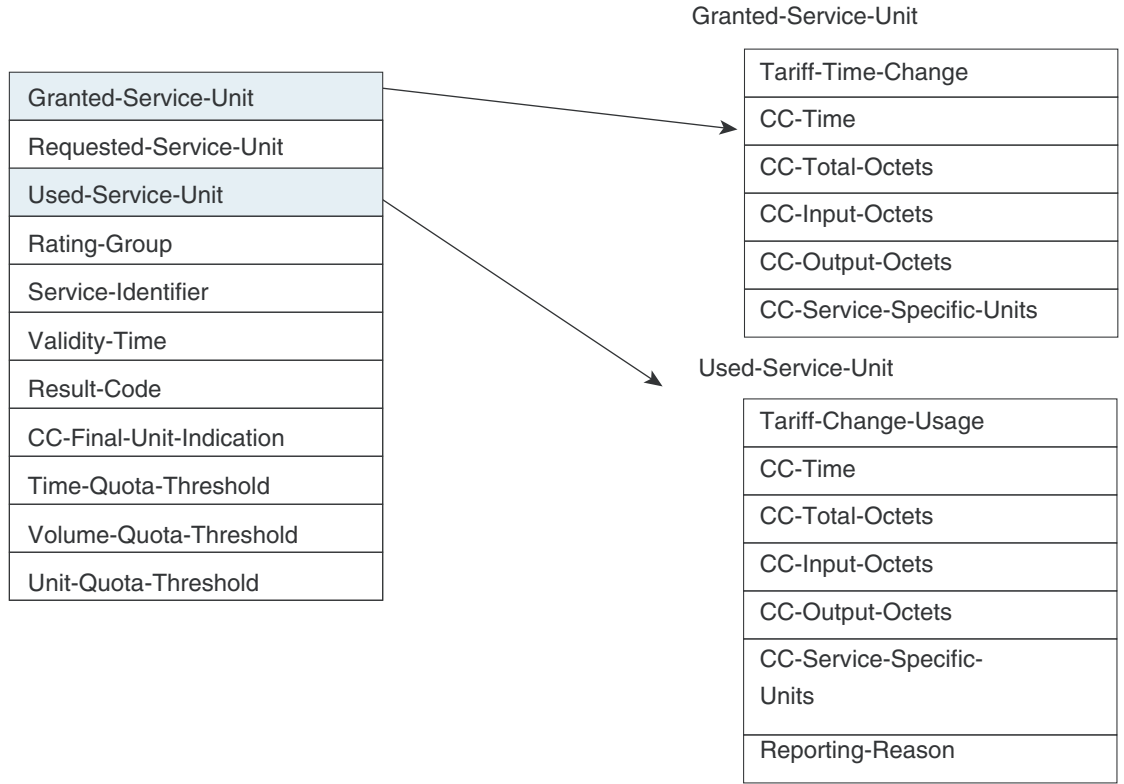 Granted-Service-Unit
Requested-Service-Unit
Used-Service-Unit
Rating-Group
Service-Identifier
Validity-Time
Result-Code
CC-Final-Unit-Indication
Time-Quota-Threshold
Volume-Quota-Threshold
Unit-Quota-Threshold
Granted-Service-Unit
Tariff-Time-Change
CC-Time
CC-Total-Octets
CC-Input-Octets
CC-Output-Octets
CC-Service-Specific-Units
Used-Service-Unit
Tariff-Change-Usage
CC-Time
CC-Total-Octets
CC-Input-Octets
CC-Output-Octets
CC-Service-Specific-
Units
Reporting-Reason